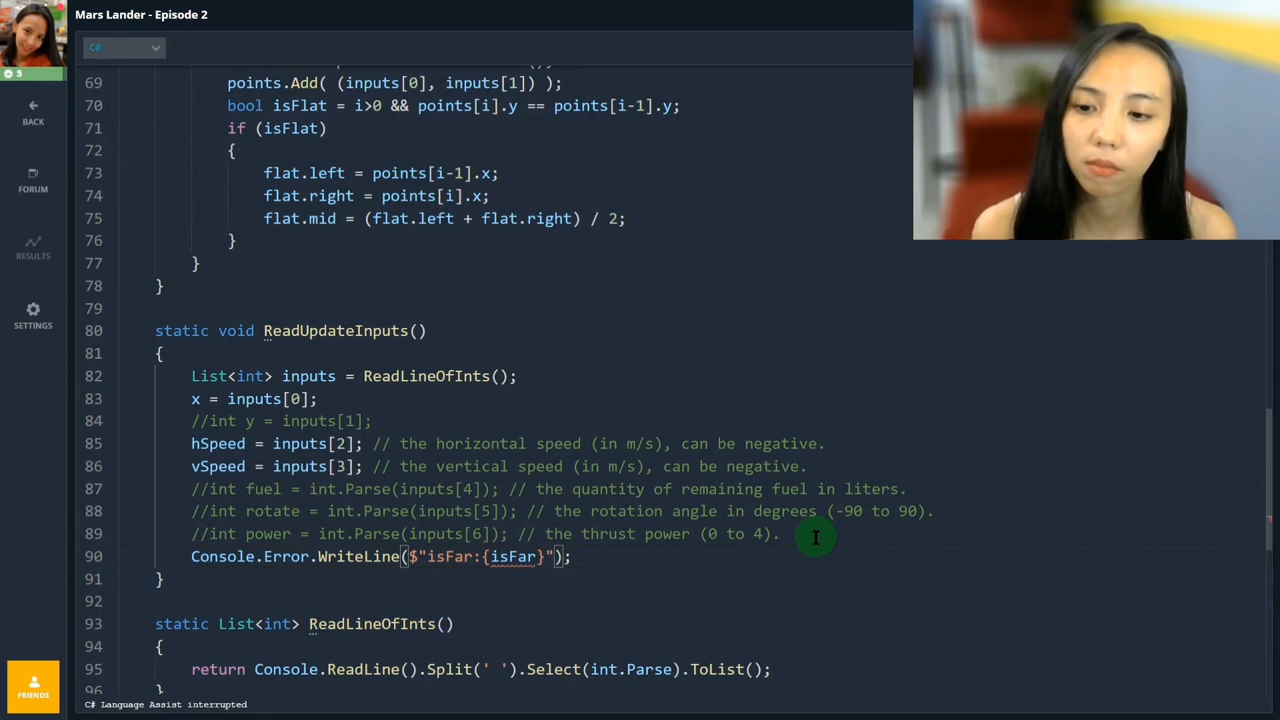 Mars Lander - Episode 2
C#
5
BACK
FORUM
RESULTS
SETTINGS
FRIENDS
69 points.Add( (inputs[0], inputs[1]) );
70 bool isFlat = i>0 && points[i].y == points[i-1].y;
71 if (isFlat)
72 {
73 flat.left = points[i-1].x;
74 flat.right = points[i].x;
75 flat.mid = (flat.left + flat.right) / 2;
76 }
77 }
78 }
79
80 static void ReadUpdateInputs()
81 {
82 List<int> inputs = ReadLineOfInts();
83 x = inputs[0];
84 //int y = inputs[1];
85 hSpeed = inputs[2]; // the horizontal speed (in m/s), can be negative.
86 vSpeed = inputs[3]; // the vertical speed (in m/s), can be negative.
87 //int fuel = int.Parse(inputs[4]); // the quantity of remaining fuel in liters.
88 //int rotate = int.Parse(inputs[5]); // the rotation angle in degrees (-90 to 90).
89 //int power = int.Parse(inputs[6]); // the thrust power (0 to 4).
90 Console.Error.WriteLine($"isFar:{isFar}");
91 }
92
93 static List<int> ReadLineOfInts()
94 {
95 return Console.ReadLine().Split(' ').Select(int.Parse).ToList();
96 }
C# Language Assist interrupted